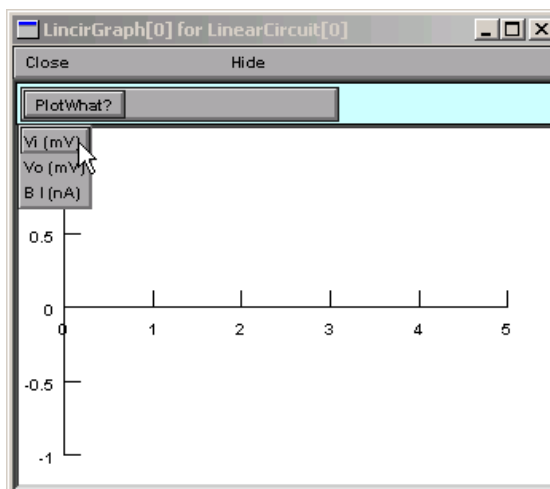 LincirGraph[0] for LinearCircuit[0]
Close Hide
PlotWhat?
Vi (mV)
Vo (mV)
B I (nA)
0.5
0
0 1 2 3 4 5
-0.5
-1